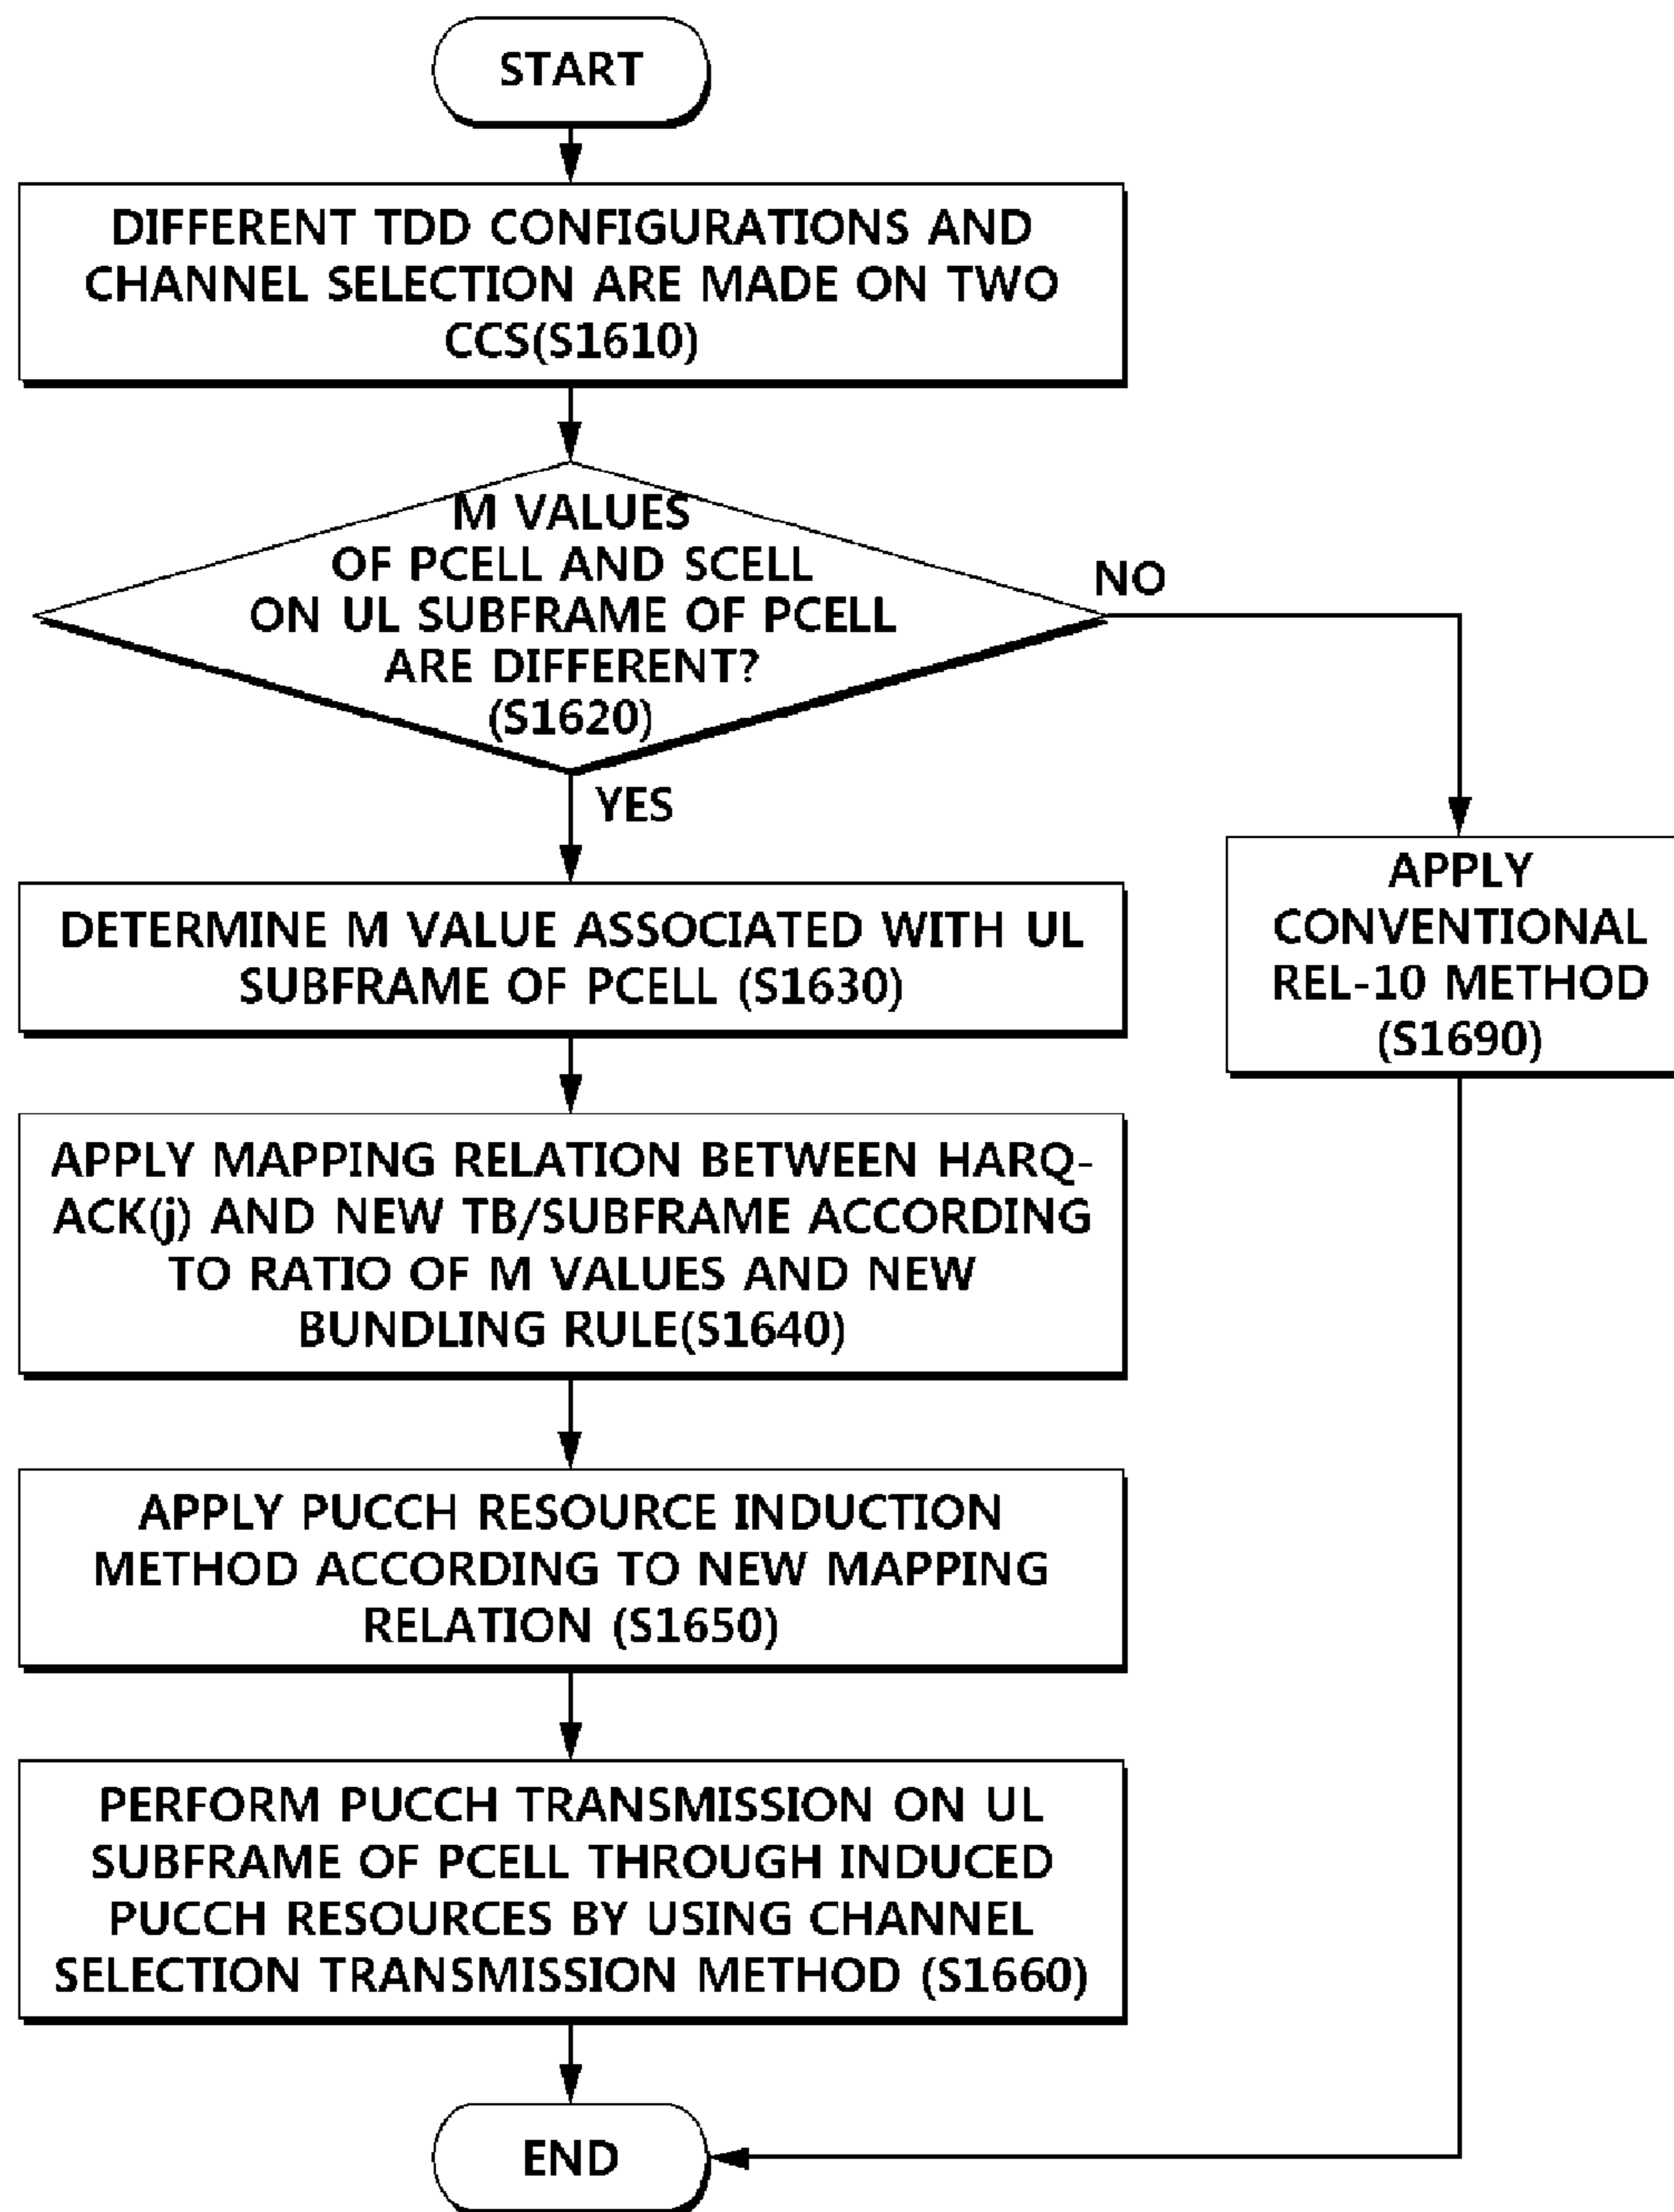 START
DIFFERENT TDD CONFIGURATIONS AND
CHANNEL SELECTION ARE MADE ON TWO
CCS(S1610)
M VALUES
OF PCELL AND SCELL
ON UL SUBFRAME OF PCELL
ARE DIFFERENT?
(S1620)
NO
YES
DETERMINE M VALUE ASSOCIATED WITH UL
SUBFRAME OF PCELL (S1630)
APPLY
CONVENTIONAL
REL-10 METHOD
(S1690)
APPLY MAPPING RELATION BETWEEN HARQ-
ACK(j) AND NEW TB/SUBFRAME ACCORDING
TO RATIO OF M VALUES AND NEW
BUNDLING RULE(S1640)
APPLY PUCCH RESOURCE INDUCTION
METHOD ACCORDING TO NEW MAPPING
RELATION (S1650)
PERFORM PUCCH TRANSMISSION ON UL
SUBFRAME OF PCELL THROUGH INDUCED
PUCCH RESOURCES BY USING CHANNEL
SELECTION TRANSMISSION METHOD (S1660)
END